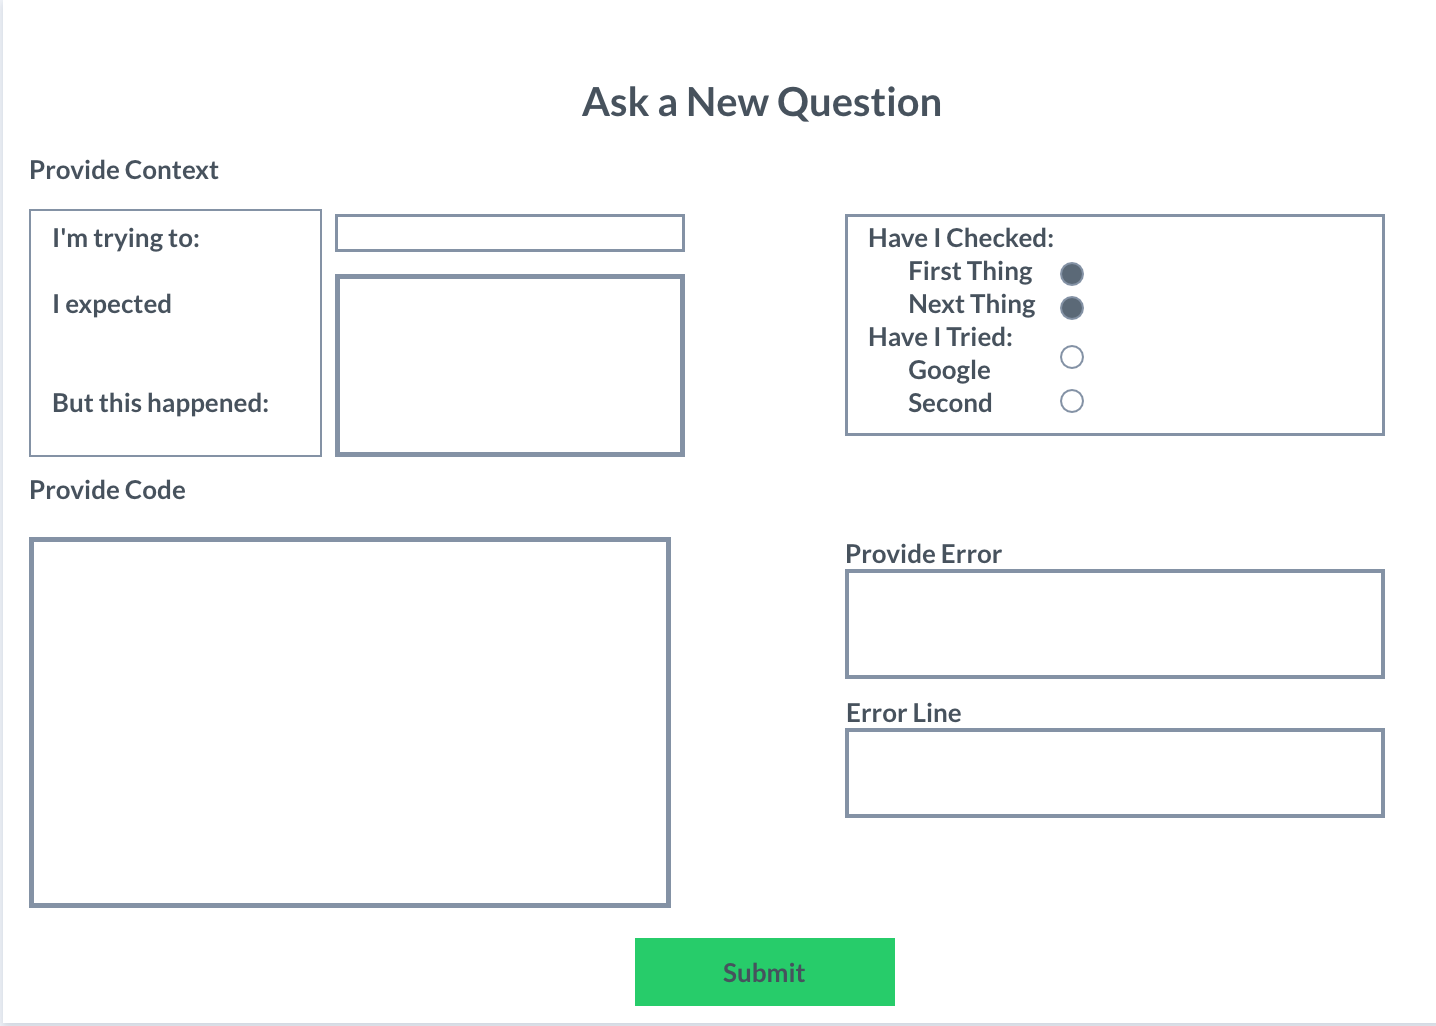 Ask a New Question
Provide Context
I'm trying to:
I expected
But this happened:
Have I Checked:
First Thing
Next Thing
Have I Tried:
Google
Second
Provide Code
Provide Error
Error Line
Submit